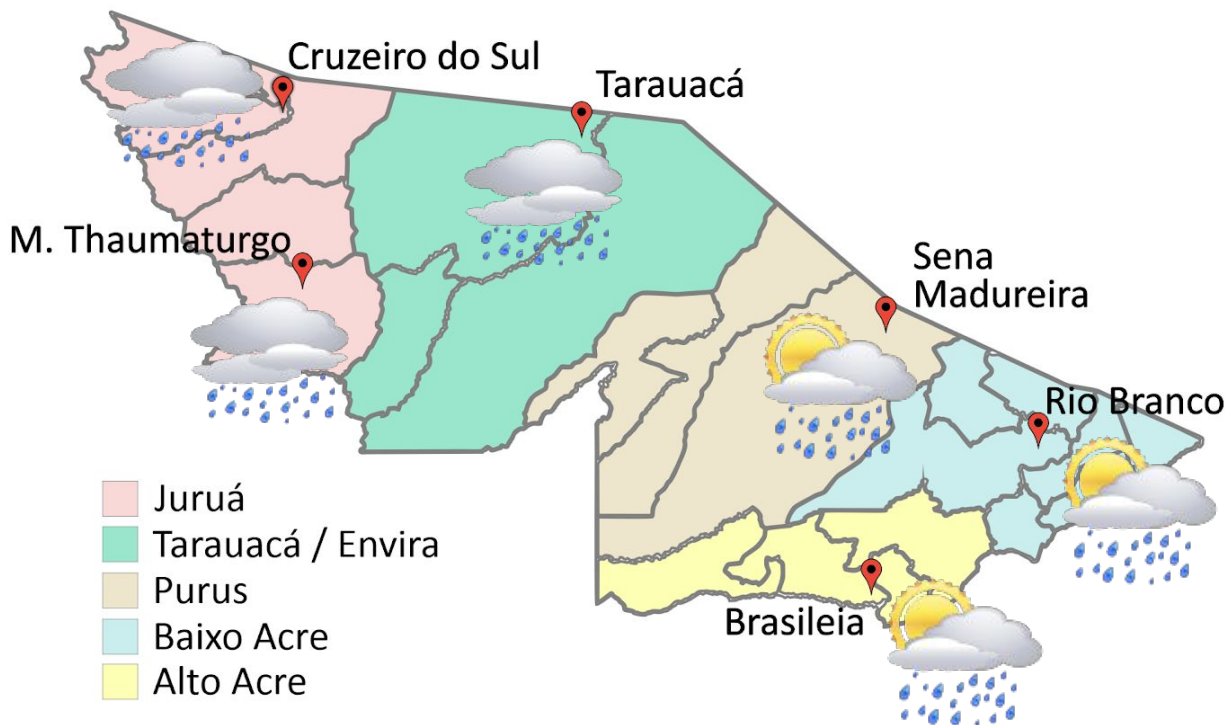 Cruzeiro do Sul
Tarauacá
M. Thaumaturgo
Sena
Madureira
Rio Branco
Brasileia
Juruá
Tarauacá / Envira
Purus
Baixo Acre
Alto Acre